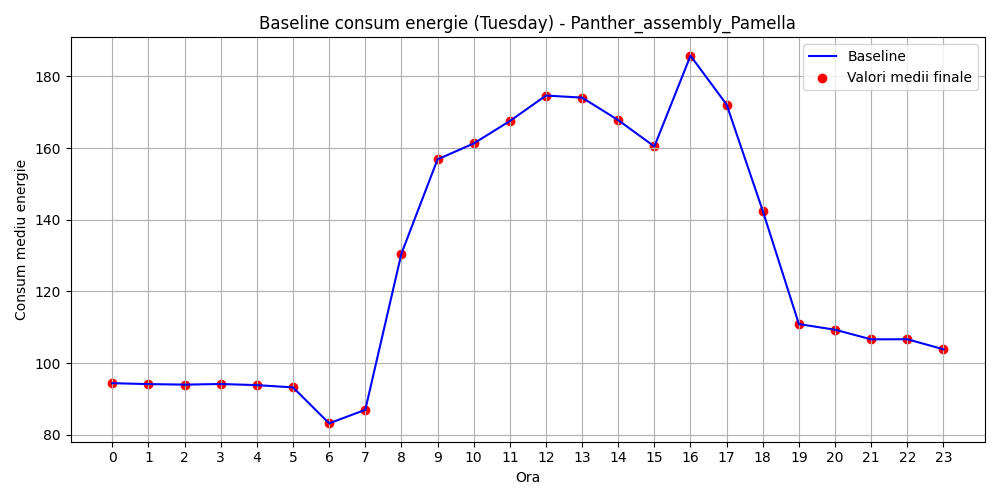 Baseline consum energie (Tuesday) - Panther_assembly_Pamella
Baseline
Valori medii finale
Consum mediu energie
180
160
140
120
100
80
0 1 2 3 4 5 6 7 8 9 10 11 12 13 14 15 16 17 18 19 20 21 22 23
Ora